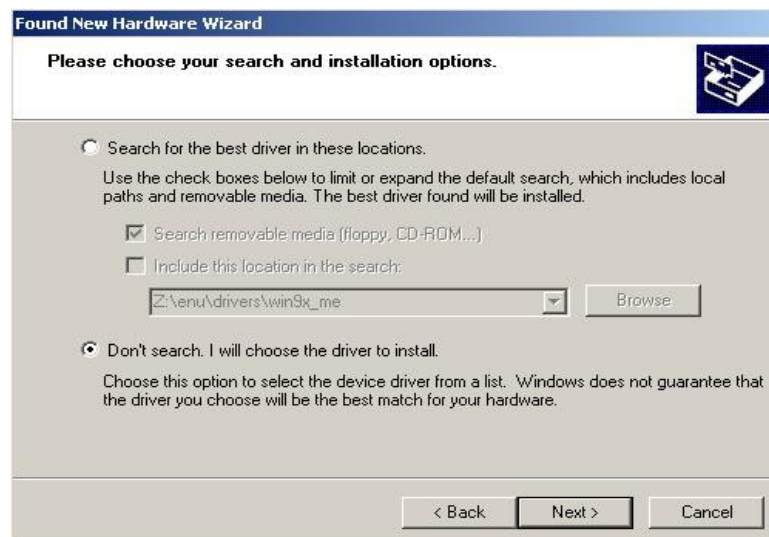 Found New Hardware Wizard
Please choose your search and installation options.
Search for the best driver in these locations.
Use the check boxes below to limit or expand the default search, which includes local
paths and removable media. The best driver found will be installed.
Search removable media (floppy, CD-ROM...)
Include this location in the search:
Z:\enu\drivers\win9x_me
Browse
Don't search. I will choose the driver to install.
Choose this option to select the device driver from a list. Windows does not guarantee that
the driver you choose will be the best match for your hardware.
< Back Next > Cancel